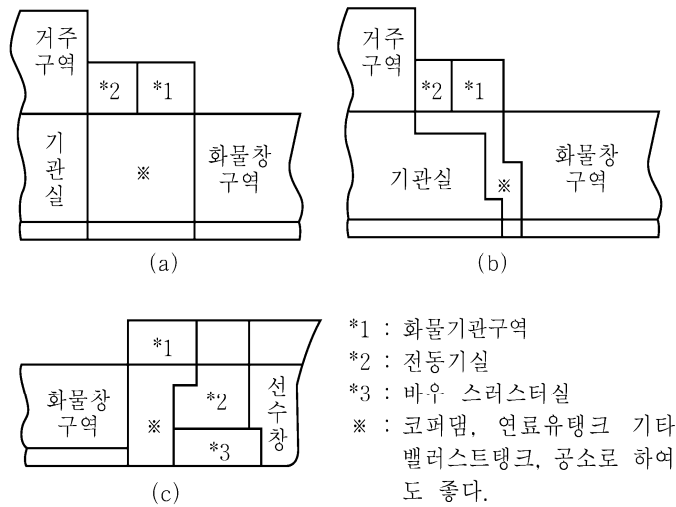 거주
구역
*2
*1
기
관
실
※
화물창
구역
(a)
거주
구역
*2
*1
기관실
※
화물창
구역
(b)
*1
화물창
구역
※
*2
*3
선
수
창
(c)
*1 : 화물기관구역
*2 : 전동기실
*3 : 바우 스러스터실
※ : 코퍼댐, 연료유탱크 기타
밸러스트탱크, 공소로 하여
도 좋다.